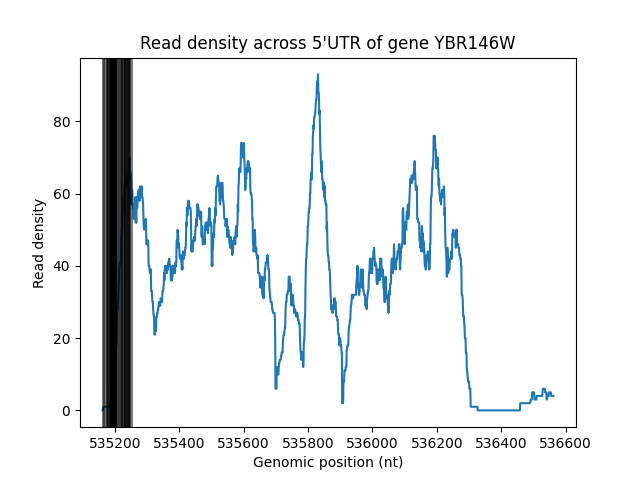 Read density across 5'UTR of gene YBR146W
Read density
80
60
40
20
0
535200 535400 535600 535800 536000 536200 536400 536600
Genomic position (nt)